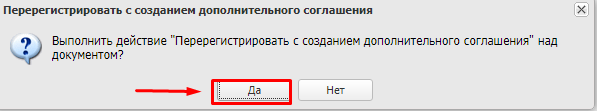 Перерегистрировать с созданием дополнительного соглашения
Выполнить действие "Перерегистрировать с созданием дополнительного соглашения" над
документом?
Да
Нет